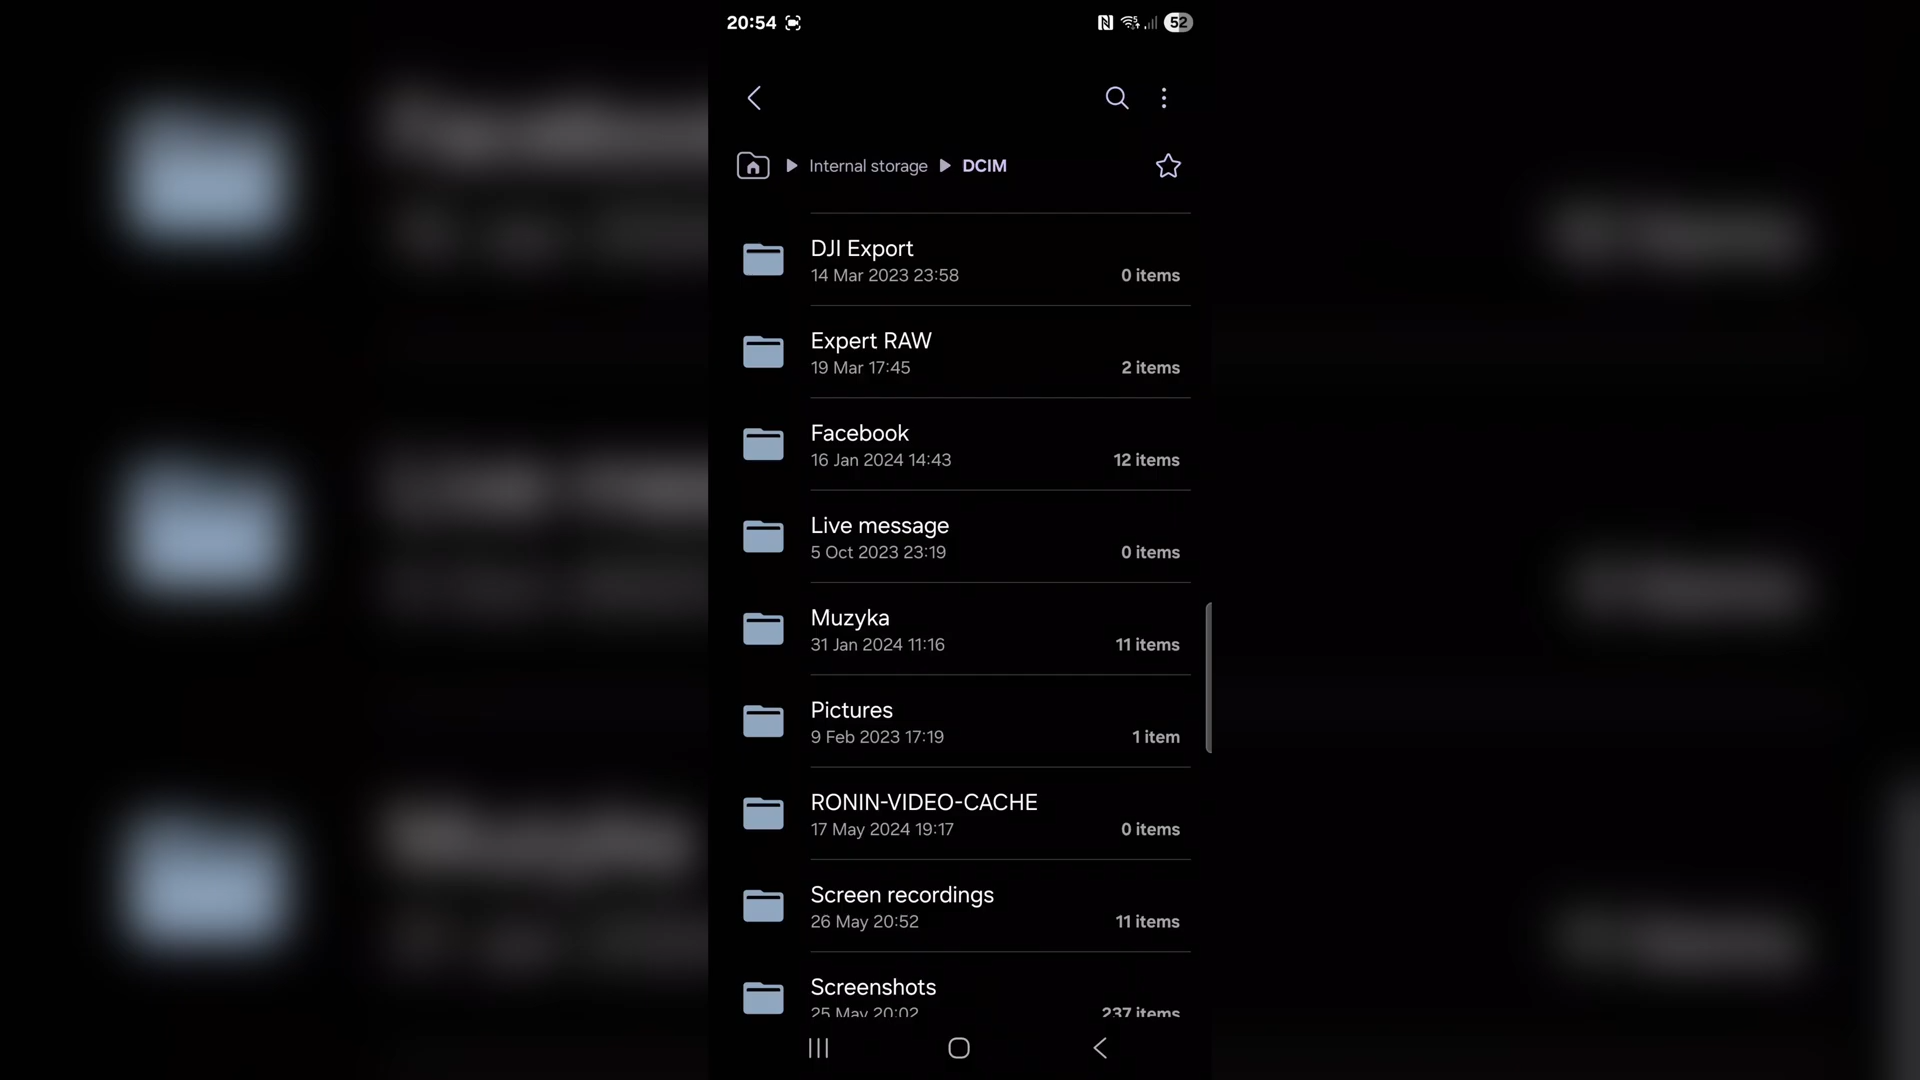 20:54
52
Internal storage DCIM
DJI Export
14 Mar 2023 23:58
0 items
Expert RAW
19 Mar 17:45
2 items
Facebook
16 Jan 2024 14:43
12 items
Live message
5 Oct 2023 23:19
0 items
Muzyka
31 Jan 2024 11:16
11 items
Pictures
9 Feb 2023 17:19
1 item
RONIN-VIDEO-CACHE
17 May 2024 19:17
0 items
Screen recordings
26 May 20:52
11 items
Screenshots
25 May 20:02
237 items